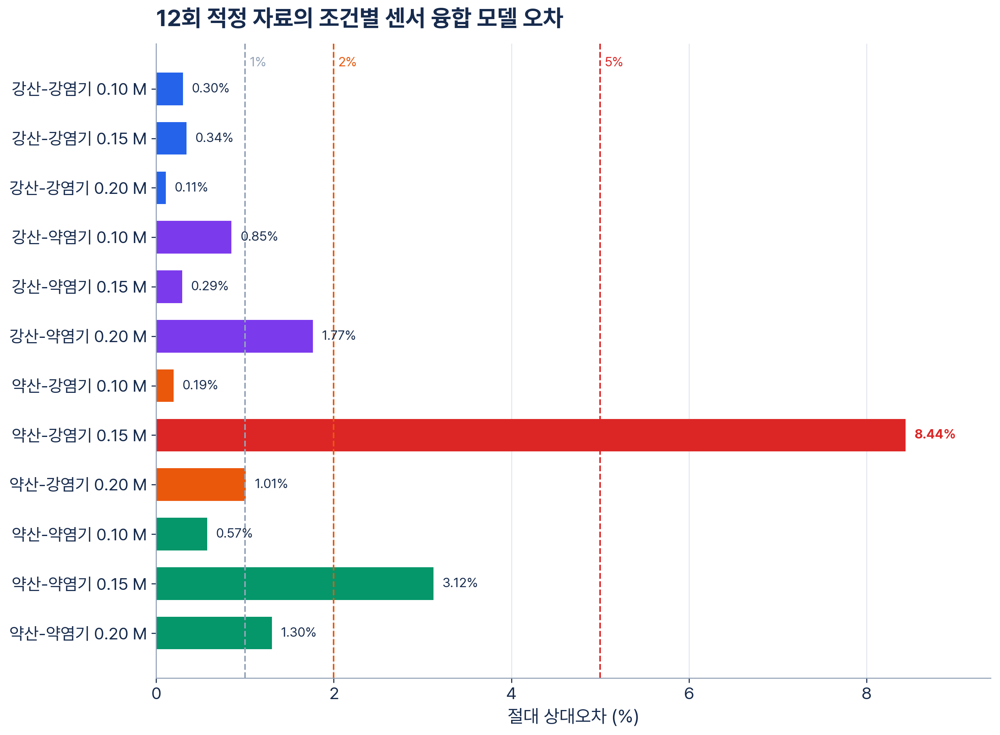 12회 적정 자료의 조건별 센서 융합 모델 오차
1% 2% 5%
강산-강염기 0.10 M 0.30%
강산-강염기 0.15 M 0.34%
강산-강염기 0.20 M 0.11%
강산-약염기 0.10 M 0.85%
강산-약염기 0.15 M 0.29%
강산-약염기 0.20 M 1.77%
약산-강염기 0.10 M 0.19%
약산-강염기 0.15 M 8.44%
약산-강염기 0.20 M 1.01%
약산-약염기 0.10 M 0.57%
약산-약염기 0.15 M 3.12%
약산-약염기 0.20 M 1.30%
0 2 4 6 8
절대 상대오차 (%)